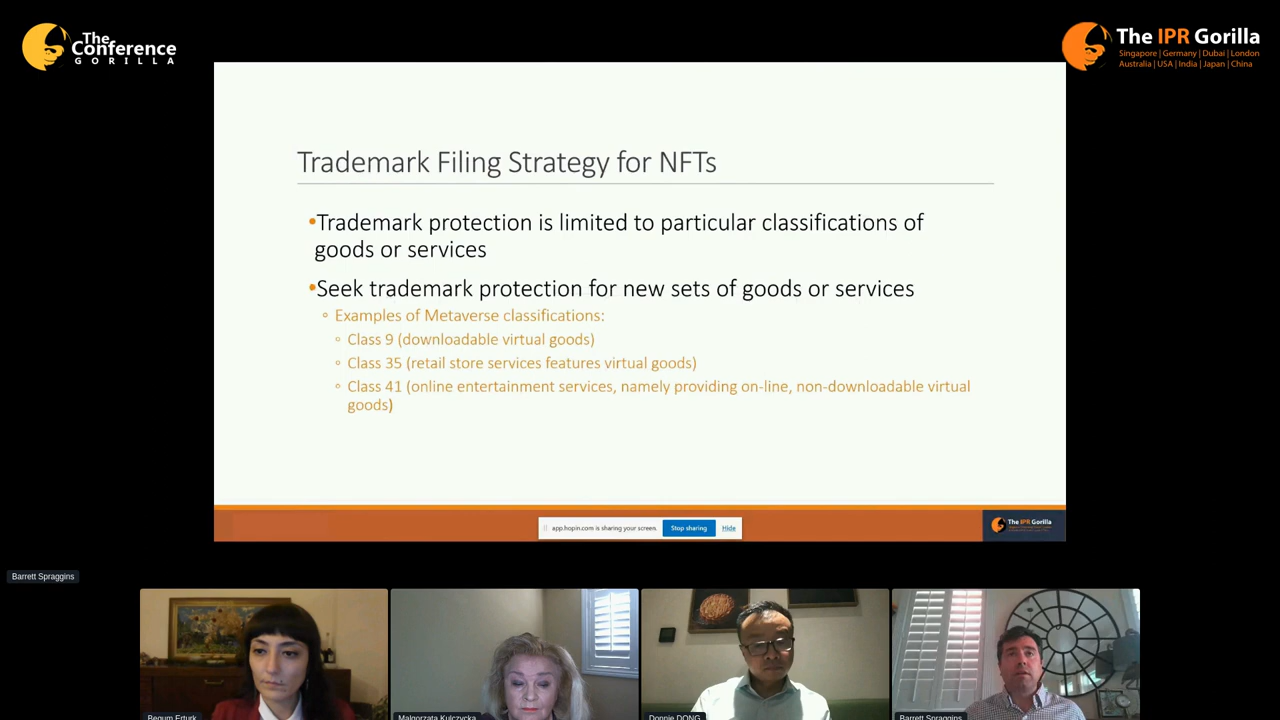 The
Conference
GORILLA
The IPR Gorilla
Singapore | Germany | Dubai | London
Australia | USA | India | Japan | China
Trademark Filing Strategy for NFTs
•Trademark protection is limited to particular classifications of
goods or services
•Seek trademark protection for new sets of goods or services
◦ Examples of Metaverse classifications:
◦ Class 9 (downloadable virtual goods)
◦ Class 35 (retail store services features virtual goods)
◦ Class 41 (online entertainment services, namely providing on-line, non-downloadable virtual
goods)
app.hopin.com is sharing your screen. Stop sharing Hide
The IPR Gorilla
Barrett Spraggins
Begum Erturk Malgorzata Kulczycka Donnie DONG Barrett Spraggins